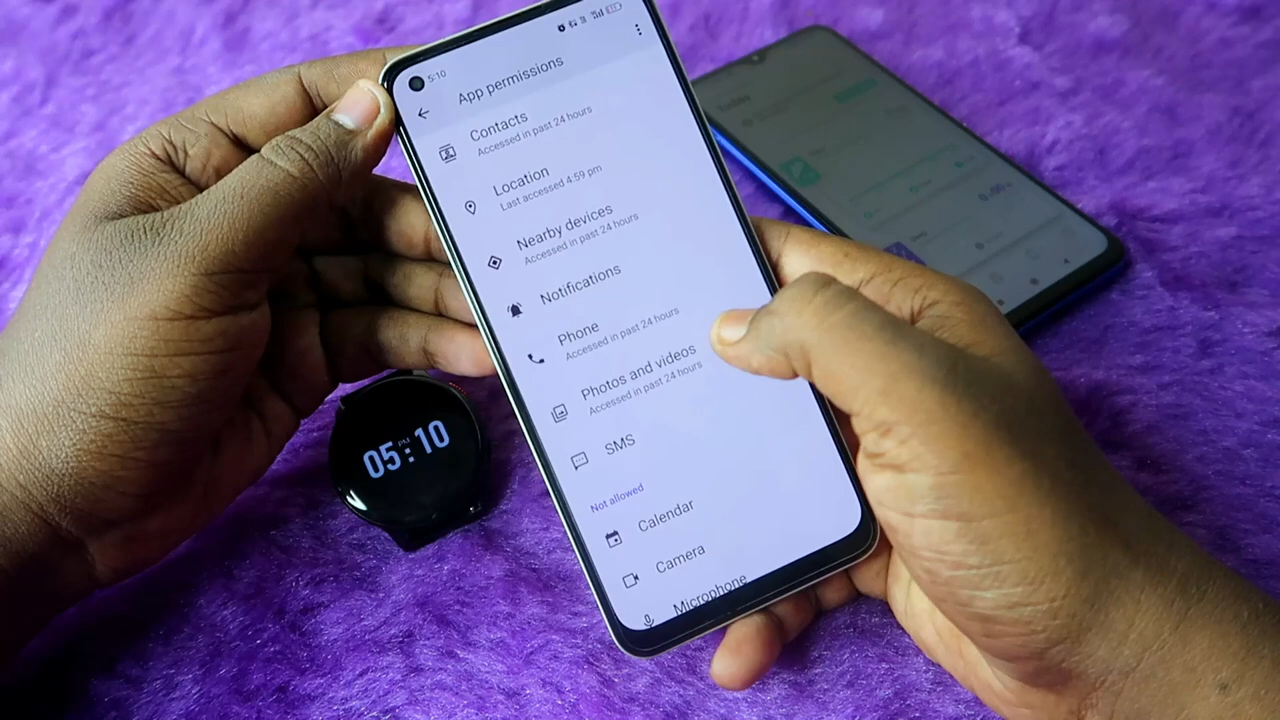 5:10
App permissions
Contacts
Accessed in past 24 hours
Location
Last accessed 4:59 pm
Nearby devices
Accessed in past 24 hours
Notifications
Phone
Accessed in past 24 hours
Photos and videos
Accessed in past 24 hours
SMS
Not allowed
Calendar
Camera
Microphone
05:10
PM
Today